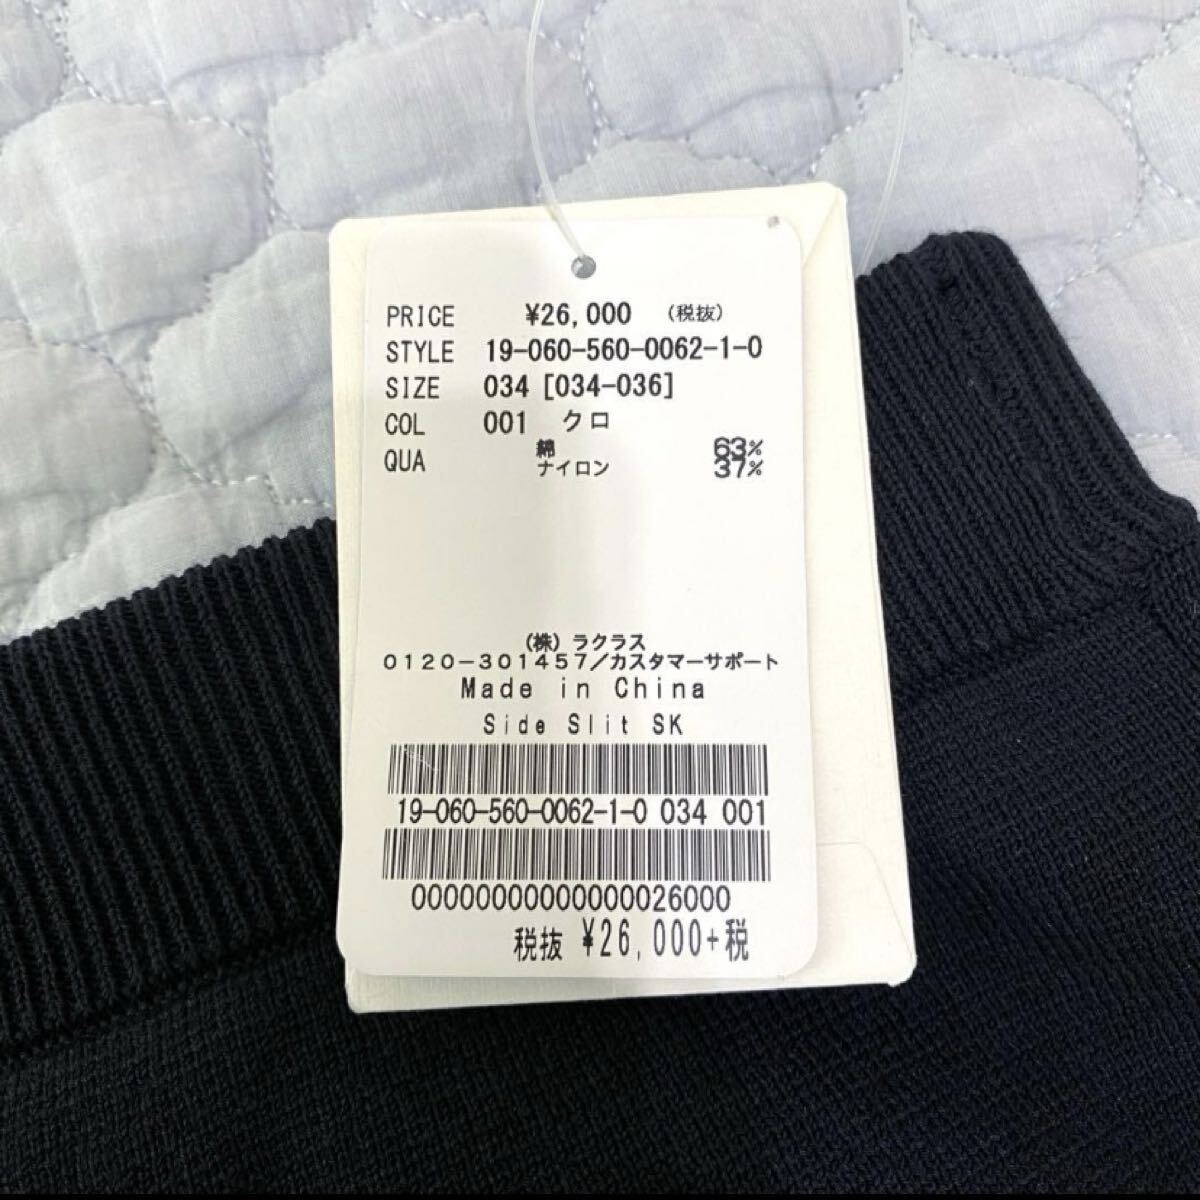 PRICE ¥26,000 (税抜)
STYLE 19-060-560-0062-1-0
SIZE 034 [034-036]
COL 001 クロ
QUA 綿 63%
ナイロン 37%
(株)ラクラス
0120-301457/カスタマーサポート
Made in China
Side Slit SK
19-060-560-0062-1-0 034 001
00000000000000026000
税抜 ¥26,000+税